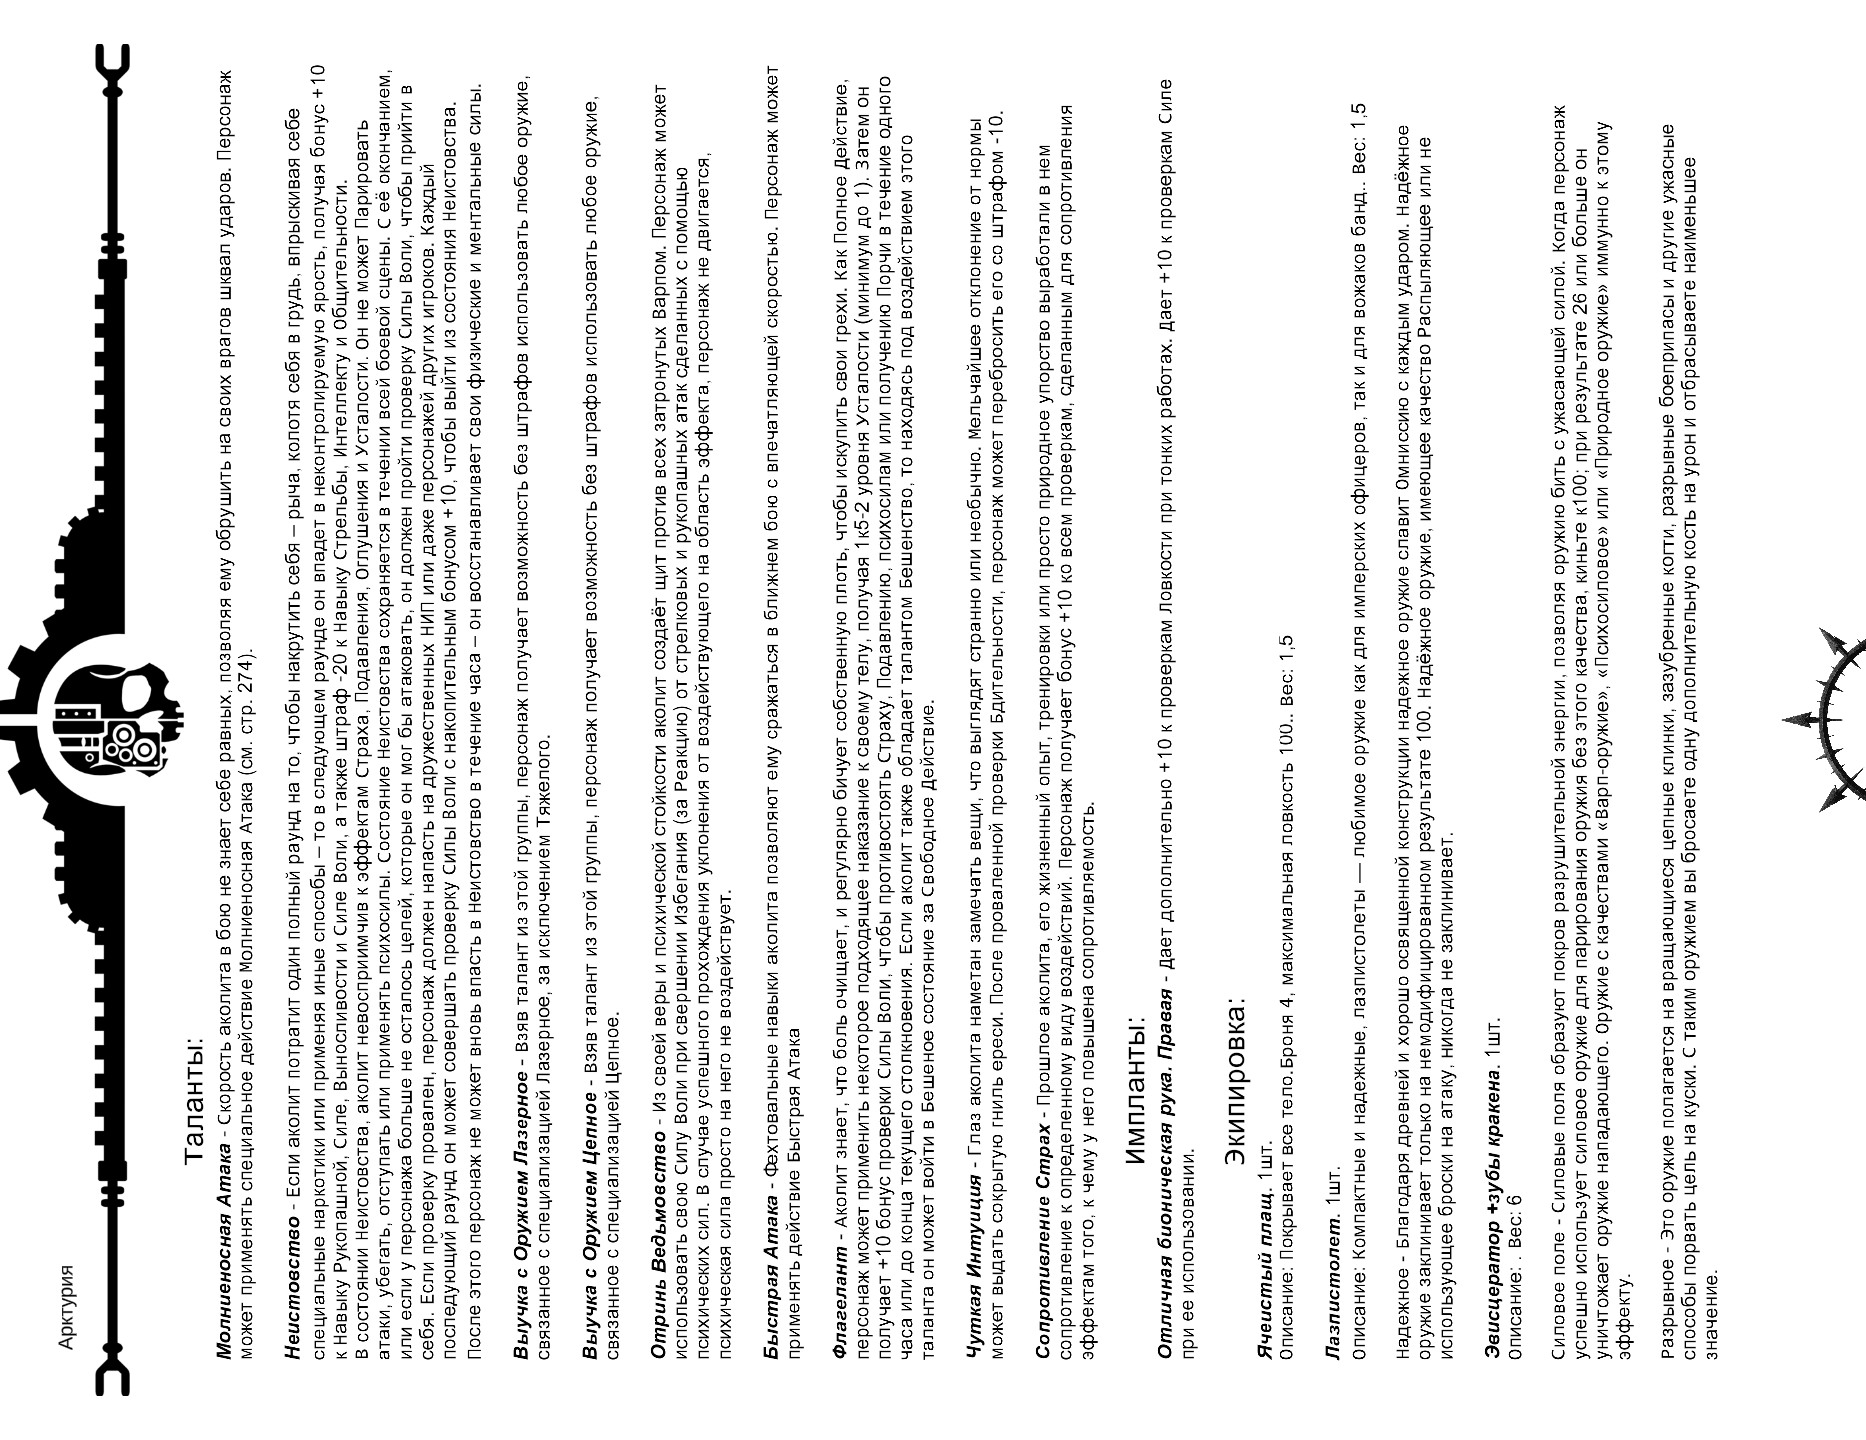 Арктурия
Таланты:
Молниеносная Атака - Скорость аколита в бою не знает себе равных, позволяя ему обрушить на своих врагов шквал ударов. Персонаж
может применять специальное действие Молниеносная Атака (см. стр. 274).
Неистовство - Если аколит потратит один полный раунд на то, чтобы накрутить себя – рыча, колотя себя в грудь, впрыскивая себе
специальные наркотики или применяя иные способы – то в следующем раунде он впадет в неконтролируемую ярость, получая бонус +10
к Навыку Рукопашной, Силе, Выносливости и Силе Воли, а также штраф -20 к Навыку Стрельбы, Интеллекту и Общительности.
В состоянии Неистовства, аколит невосприимчив к эффектам Страха, Подавления, Оглушения и Усталости. Он не может Парировать
атаки, убегать, отступать или применять психосилы. Состояние Неистовства сохраняется в течении всей боевой сцены. С её окончанием,
или если у персонажа больше не осталось целей, которые он мог бы атаковать, он должен пройти проверку Силы Воли, чтобы прийти в
себя. Если проверку провален, персонаж должен напасть на дружественных НИП или даже персонажей других игроков. Каждый
последующий раунд он может совершать проверку Силы Воли с накопительным бонусом +10, чтобы выйти из состояния Неистовства.
После этого персонаж не может вновь впасть в Неистовство в течение часа – он восстанавливает свои физические и ментальные силы.
Выучка с Оружием Лазерное - Взяв талант из этой группы, персонаж получает возможность без штрафов использовать любое оружие,
связанное с специализацией Лазерное, за исключением Тяжелого.
Выучка с Оружием Цепное - Взяв талант из этой группы, персонаж получает возможность без штрафов использовать любое оружие,
связанное с специализацией Цепное.
Отринь Ведьмовство - Из своей веры и психической стойкости аколит создаёт щит против всех затронутых Варпом. Персонаж может
использовать свою Силу Воли при свершении Избегания (за Реакцию) от стрелковых и рукопашных атак сделанных с помощью
психических сил. В случае успешного прохождения уклонения от воздействующего на область эффекта, персонаж не двигается,
психическая сила просто на него не воздействует.
Быстрая Атака - Фехтовальные навыки аколита позволяют ему сражаться в ближнем бою с впечатляющей скоростью. Персонаж может
применять действие Быстрая Атака
Флаггелант - Аколит знает, что боль очищает, и регулярно бичует собственную плоть, чтобы искупить свои грехи. Как Полное Действие,
персонаж может применить некоторое подходящее наказание к своему телу, получая 1к5-2 уровня Усталости (минимум до 1). Затем он
получает +10 бонус проверки Силы Воли, чтобы противостоять Страху, Подавлению, психосилам или получению Порчи в течение одного
часа или до конца текущего столкновения. Если аколит также обладает талантом Бешенство, то находясь под воздействием этого
таланта он может войти в Бешеное состояние за Свободное Действие.
Чуткая Интуиция - Глаз аколита наметан замечать вещи, что выглядят странно или необычно. Мельчайшее отклонение от нормы
может выдать сокрытую гниль ереси. После проваленной проверки Бдительности, персонаж может перебросить его со штрафом -10.
Сопротивление Страх - Прошлое аколита, его жизненный опыт, тренировки или просто природное упорство выработали в нем
сопротивление к определенному виду воздействий. Персонаж получает бонус +10 ко всем проверкам, сделанным для сопротивления
эффектам того, к чему у него повышена сопротивляемость.
Импланты:
Отличная бионическая рука. Правая - Дает дополнительно +10 к проверкам Ловкости при тонких работах. Дает +10 к проверкам Силе
при ее использовании.
Экипировка:
Ячеистый плащ. 1шт.
Описание: Покрывает все тело.Броня 4, максимальная ловкость 100.. Вес: 1,5
Лазпистолет. 1шт.
Описание: Компактные и надежные, лазпистолеты — любимое оружие как для имперских офицеров, так и для вожаков банд.. Вес: 1,5
Надежное - Благодаря древней и хорошо освященной конструкции надежное оружие славит Омниссию с каждым ударом. Надёжное
оружие заклинивает только на немодифицированном результате 100. Надёжное оружие, имеющее качество Распыляющее или не
использующее броски на атаку, никогда не заклинивает.
Эвисцератор +зубы кракена. 1шт.
Описание: . Вес: 6
Силовое поле - Силовые поля образуют покров разрушительной энергии, позволяя оружию бить с ужасающей силой. Когда персонаж
успешно использует силовое оружие для парирования оружия без этого качества, киньте к100; при результате 26 или больше он
уничтожает оружие нападающего. Оружие с качествами «Варп-оружие», «Психосиловое» или «Природное оружие» иммунно к этому
эффекту.
Разрывное - Это оружие полагается на вращающиеся цепные клинки, зазубренные когти, разрывные боеприпасы и другие ужасные
способы порвать цель на куски. С таким оружием вы бросаете одну дополнительную кость на урон и отбрасываете наименьшее
значение.